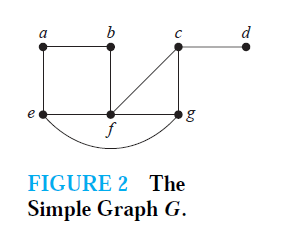 a b c d
e f g
FIGURE 2 The
Simple Graph G.